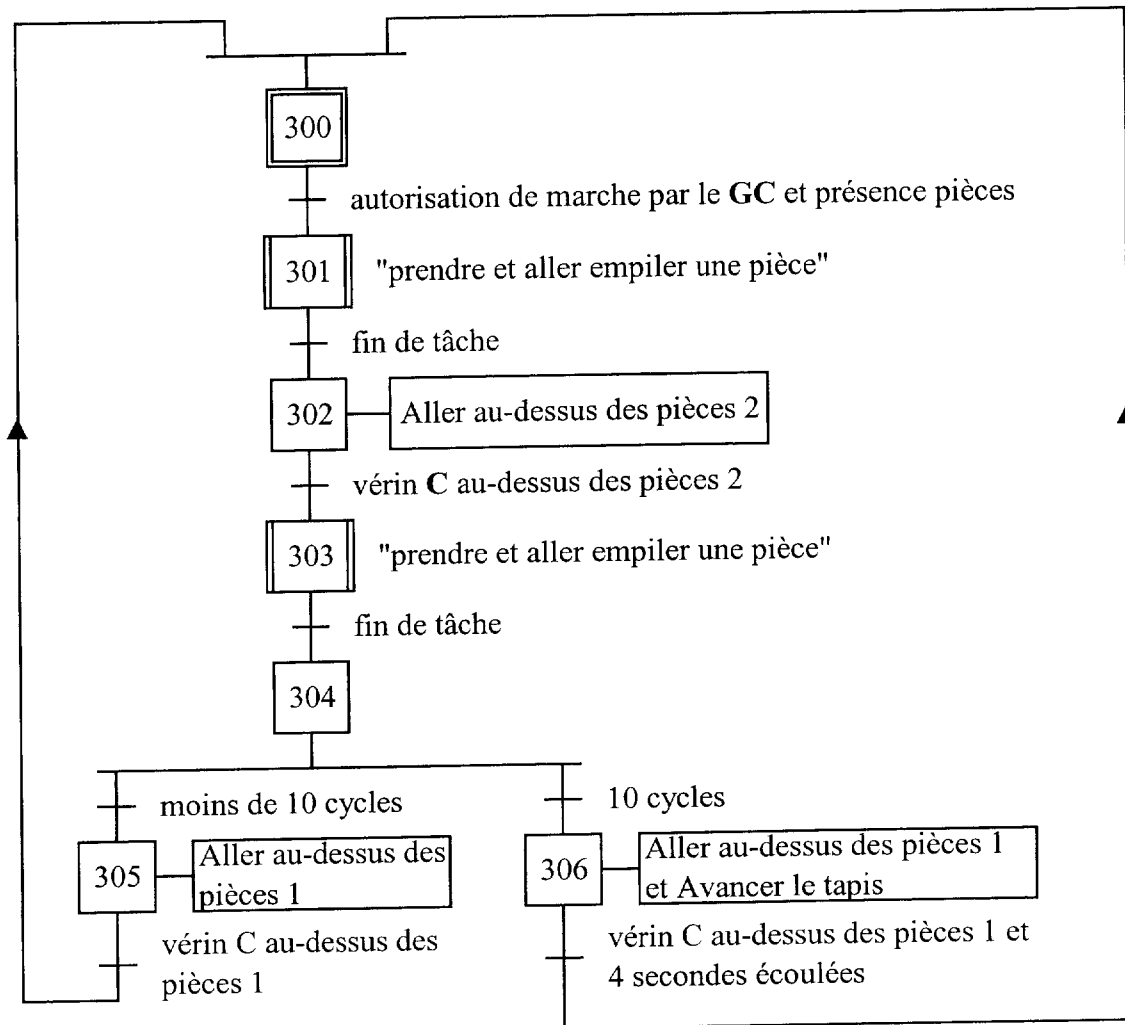 300
autorisation de marche par le GC et présence pièces
301
"prendre et aller empiler une pièce"
fin de tâche
302
Aller au-dessus des pièces 2
vérin C au-dessus des pièces 2
303
"prendre et aller empiler une pièce"
fin de tâche
304
moins de 10 cycles
10 cycles
305
Aller au-dessus des
pièces 1
306
Aller au-dessus des pièces 1
et Avancer le tapis
vérin C au-dessus des
pièces 1
vérin C au-dessus des pièces 1 et
4 secondes écoulées